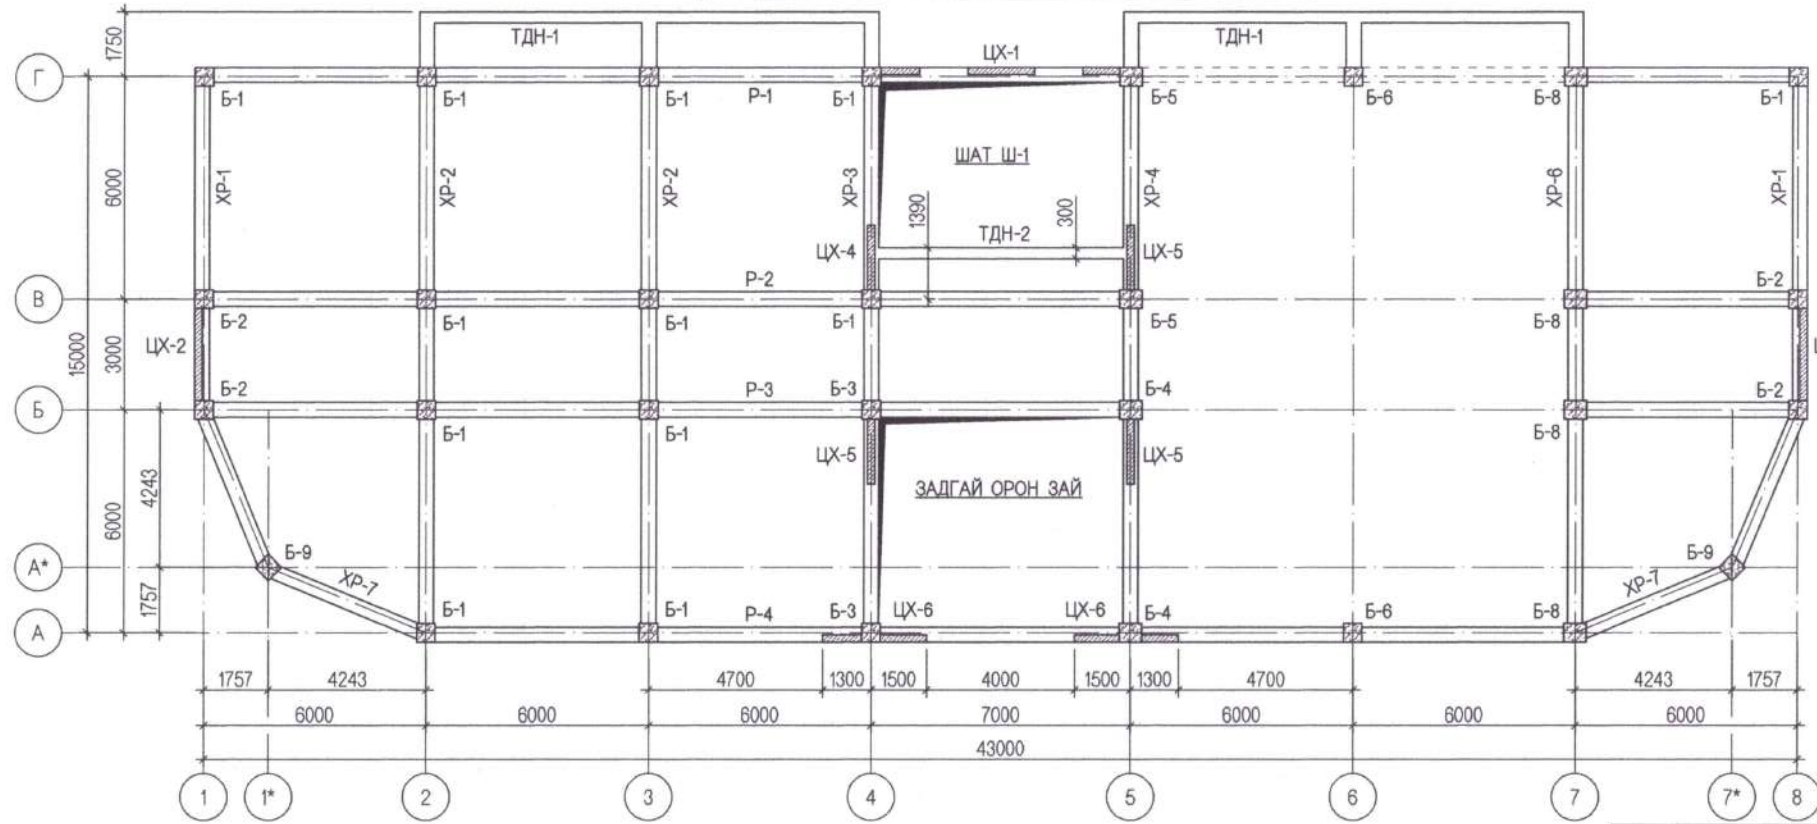 ТДН-1
ТДН-1
ЦХ-1
1750
Г
Б-1
Б-1
Б-1
Р-1
Б-1
Б-5
Б-6
Б-8
Б-1
ШАТ Ш-1
6000
ХР-1
ХР-2
ХР-2
ХР-3
1390
300
ХР-4
ХР-6
ХР-1
ТДН-2
ЦХ-4
ЦХ-5
Р-2
Б-2
В
Б-2
Б-1
Б-1
Б-1
Б-5
Б-8
15000
3000
ЦХ-2
Б-2
Р-3
Б-3
Б-4
Б-2
Б
Б-1
Б-1
Б-8
ЦХ-5
ЦХ-5
4243
6000
ЗАДГАЙ ОРОН ЗАЙ
А*
Б-9
Б-9
ХР-7
ХР-7
1757
Б-1
Б-1
Р-4
Б-3
ЦХ-6
ЦХ-6
Б-4
Б-6
Б-8
А
1757
4243
4700
1300
1500
4000
1500
1300
4700
4243
1757
6000
6000
6000
7000
6000
6000
6000
43000
1
1*
2
3
4
5
6
7
7*
8